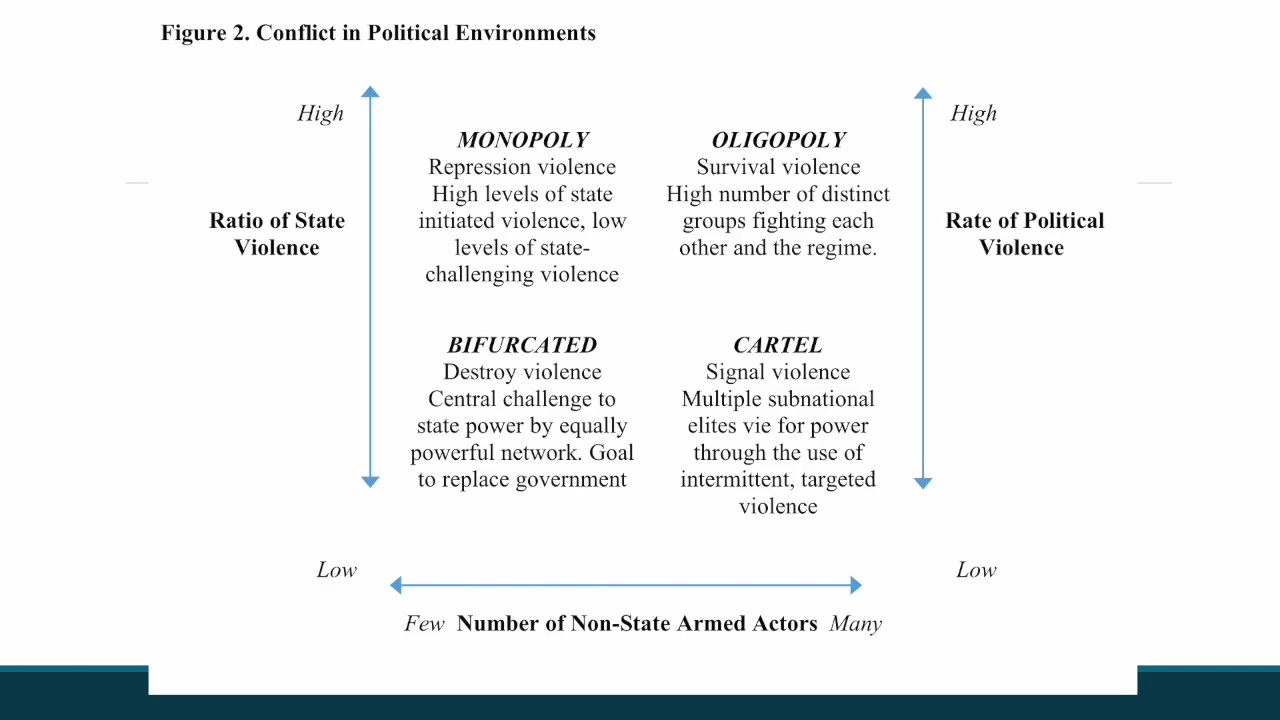 Figure 2. Conflict in Political Environments
High
Ratio of State
Violence
Low
MONOPOLY
Repression violence
High levels of state
initiated violence, low
levels of state-
challenging violence
OLIGOPOLY
Survival violence
High number of distinct
groups fighting each
other and the regime.
BIFURCATED
Destroy violence
Central challenge to
state power by equally
powerful network. Goal
to replace government
CARTEL
Signal violence
Multiple subnational
elites vie for power
through the use of
intermittent, targeted
violence
High
Rate of Political
Violence
Low
Few Number of Non-State Armed Actors Many